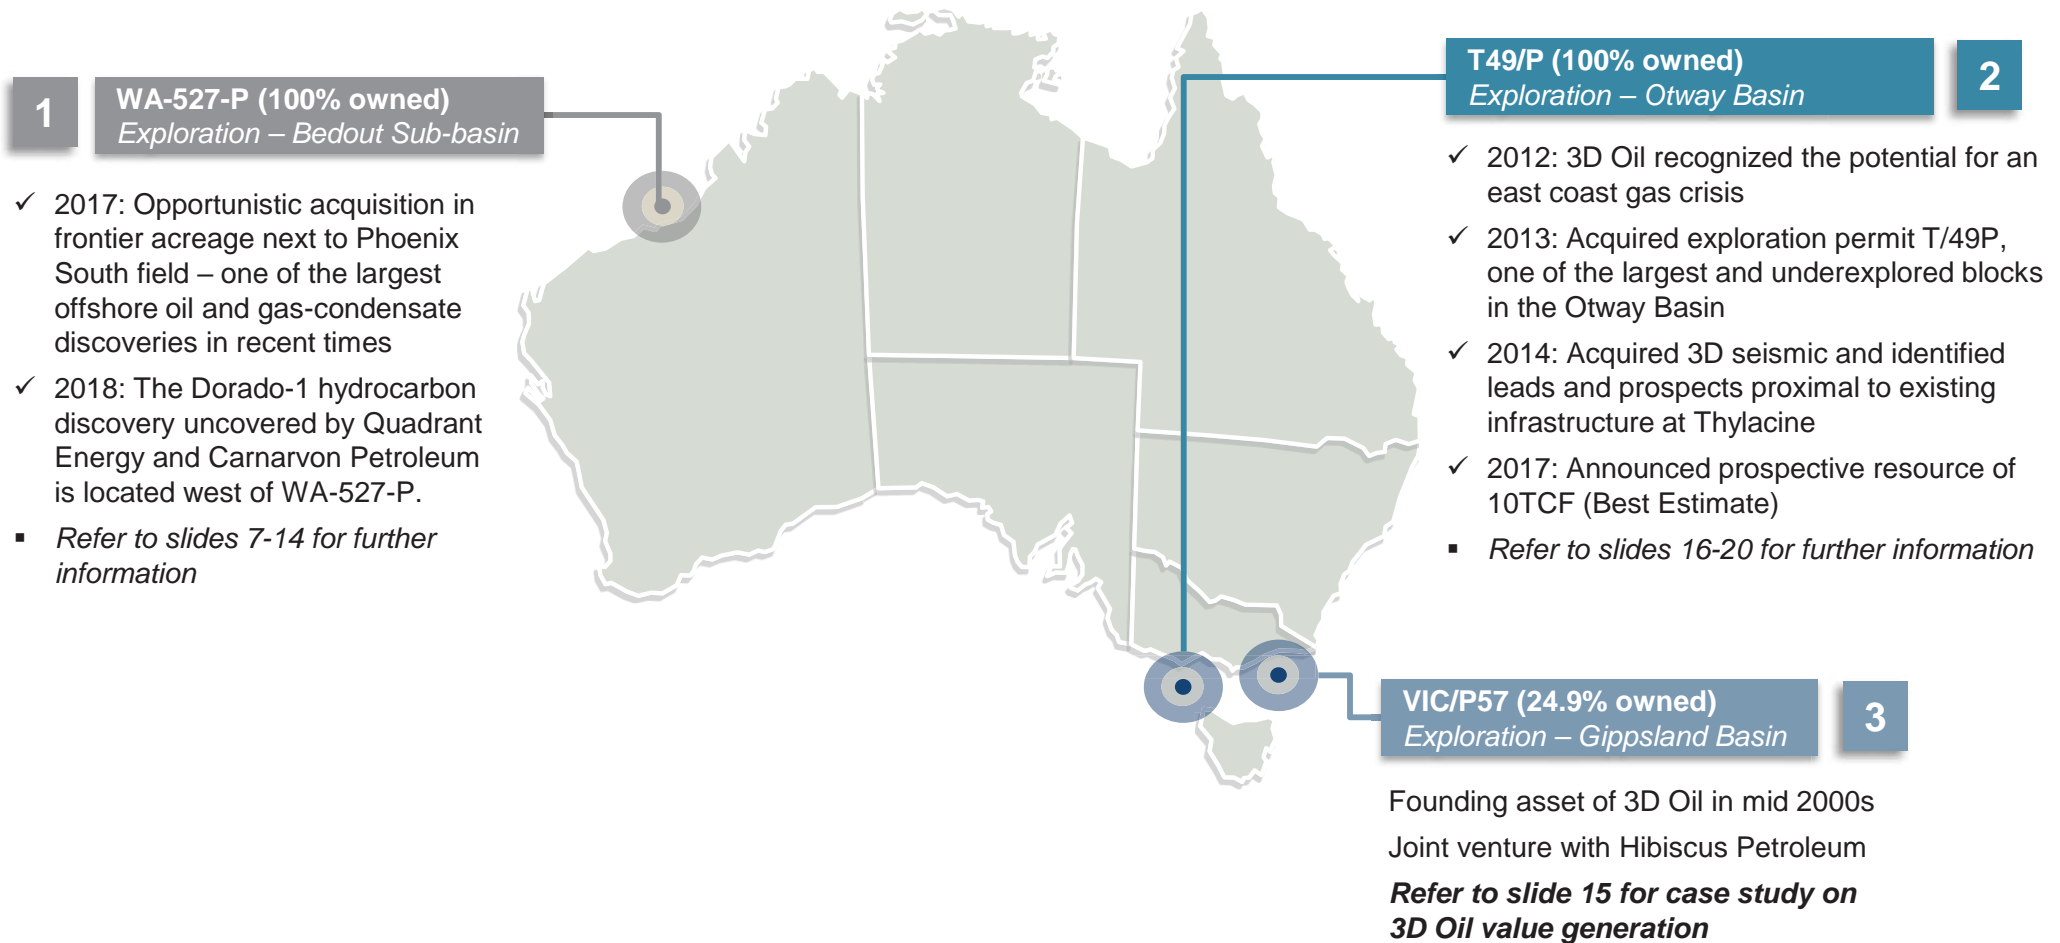 1
WA-527-P (100% owned)
Exploration – Bedout Sub-basin
✓ 2017: Opportunistic acquisition in
frontier acreage next to Phoenix
South field – one of the largest
offshore oil and gas-condensate
discoveries in recent times
✓ 2018: The Dorado-1 hydrocarbon
discovery uncovered by Quadrant
Energy and Carnarvon Petroleum
is located west of WA-527-P.
▪ Refer to slides 7-14 for further
information
T49/P (100% owned)
Exploration – Otway Basin
2
✓ 2012: 3D Oil recognized the potential for an
east coast gas crisis
✓ 2013: Acquired exploration permit T/49P,
one of the largest and underexplored blocks
in the Otway Basin
✓ 2014: Acquired 3D seismic and identified
leads and prospects proximal to existing
infrastructure at Thylacine
✓ 2017: Announced prospective resource of
10TCF (Best Estimate)
▪ Refer to slides 16-20 for further information
VIC/P57 (24.9% owned)
Exploration – Gippsland Basin
3
Founding asset of 3D Oil in mid 2000s
Joint venture with Hibiscus Petroleum
Refer to slide 15 for case study on
3D Oil value generation